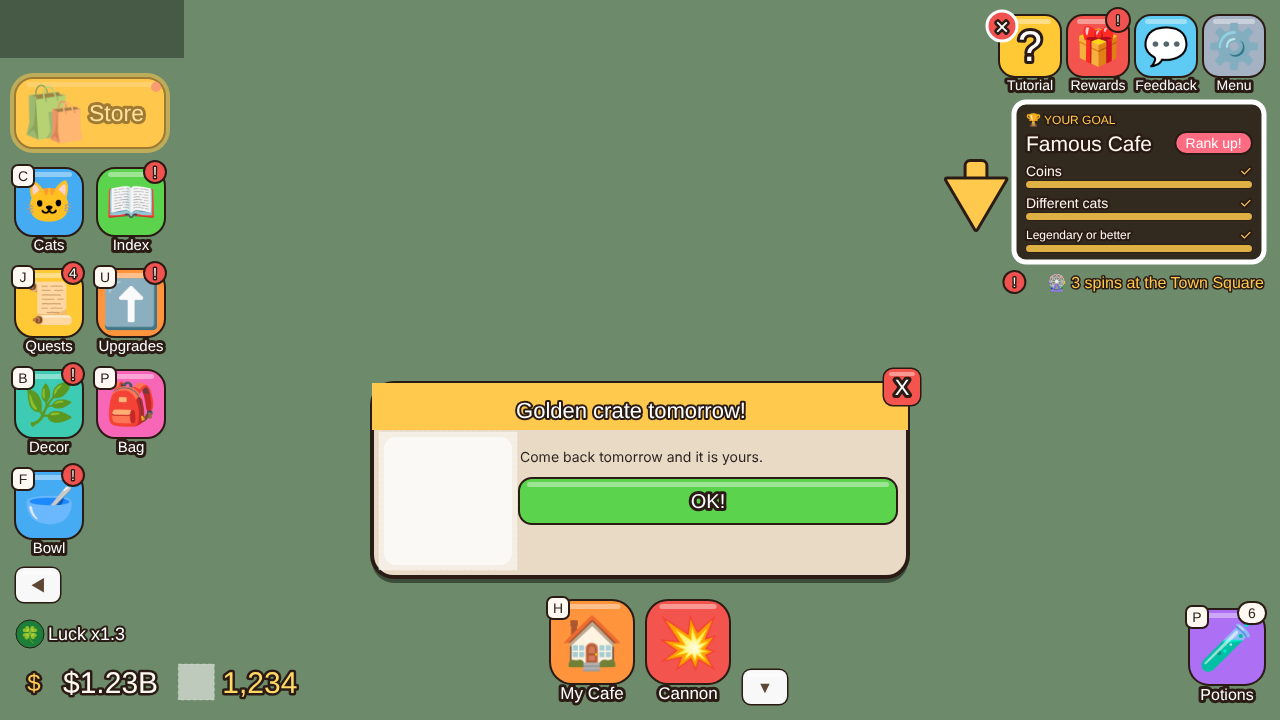 Store
C
Cats
!
Index
J
4
Quests
U
!
Upgrades
B
!
Decor
P
Bag
F
!
Bowl
Luck x1.3
$ $1.23B
1,234
?
Tutorial
!
Rewards
Feedback
Menu
YOUR GOAL
Famous Cafe
Rank up!
Coins
Different cats
Legendary or better
!
3 spins at the Town Square
Golden crate tomorrow!
X
Come back tomorrow and it is yours.
OK!
H
My Cafe
Cannon
P
6
Potions